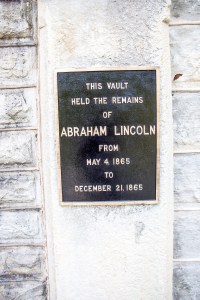 THIS VAULT
HELD THE REMAINS
OF
ABRAHAM LINCOLN
FROM
MAY 4, 1865
TO
DECEMBER 21, 1865